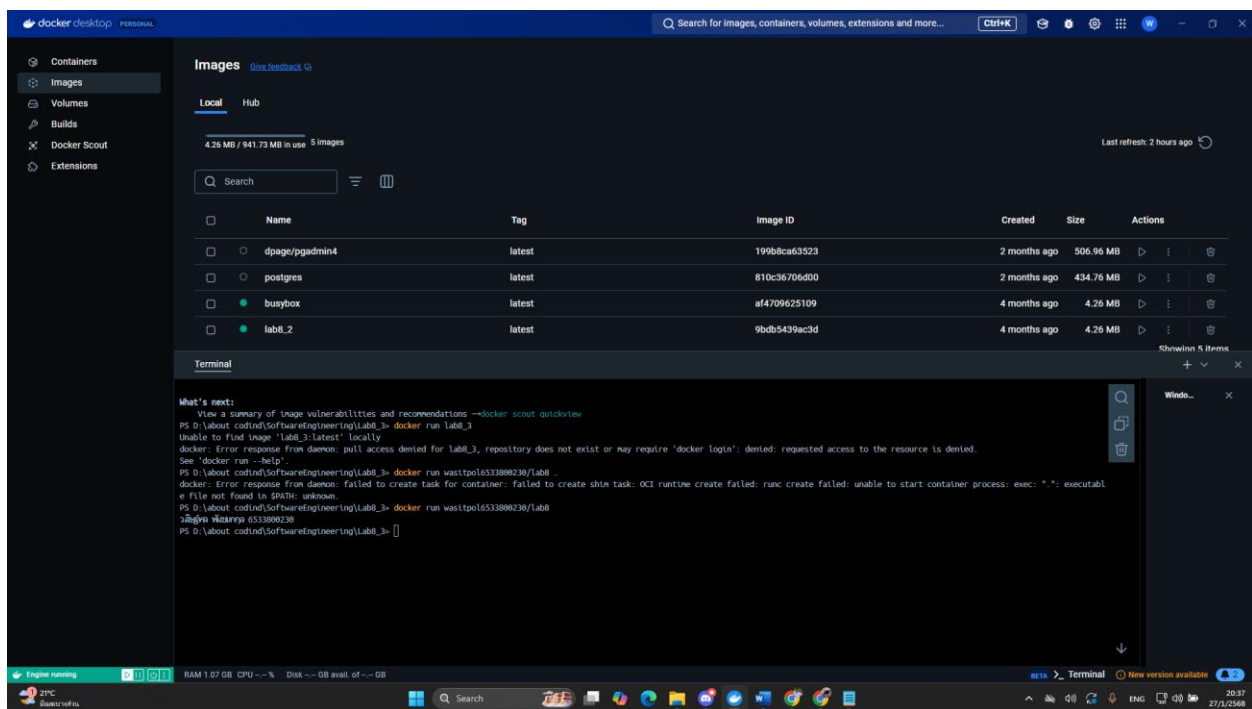 docker desktop PERSONAL
Search for images, containers, volumes, extensions and more... Ctrl+K W
Containers
Images
Volumes
Builds
Docker Scout
Extensions
Images Give feedback
Local Hub
4.26 MB / 941.73 MB in use 5 images
Last refresh: 2 hours ago
Search
Name Tag Image ID Created Size Actions
dpage/pgadmin4 latest 199b8ca63523 2 months ago 506.96 MB
postgres latest 810c36706d00 2 months ago 434.76 MB
busybox latest af4709625109 4 months ago 4.26 MB
lab8_2 latest 9bdb5439ac3d 4 months ago 4.26 MB
Showing 5 items
Terminal
Windo...
What's next:
View a summary of image vulnerabilities and recommendations → docker scout quickview
PS D:\about codind\SoftwareEngineering\Lab8_3> docker run lab8_3
Unable to find image 'lab8_3:latest' locally
docker: Error response from daemon: pull access denied for lab8_3, repository does not exist or may require 'docker login': denied: requested access to the resource is denied.
See 'docker run --help'.
PS D:\about codind\SoftwareEngineering\Lab8_3> docker run wasitpol6533800230/lab8 .
docker: Error response from daemon: failed to create task for container: failed to create shim task: OCI runtime create failed: runc create failed: unable to start container process: exec: ".": executabl
e file not found in $PATH: unknown.
PS D:\about codind\SoftwareEngineering\Lab8_3> docker run wasitpol6533800230/lab8
6533800230
PS D:\about codind\SoftwareEngineering\Lab8_3>
Engine running RAM 1.07 GB CPU --.-- % Disk --.-- GB avail. of --.-- GB BETA Terminal New version available 2
1 21°C Search ENG 20:37
27/1/2568